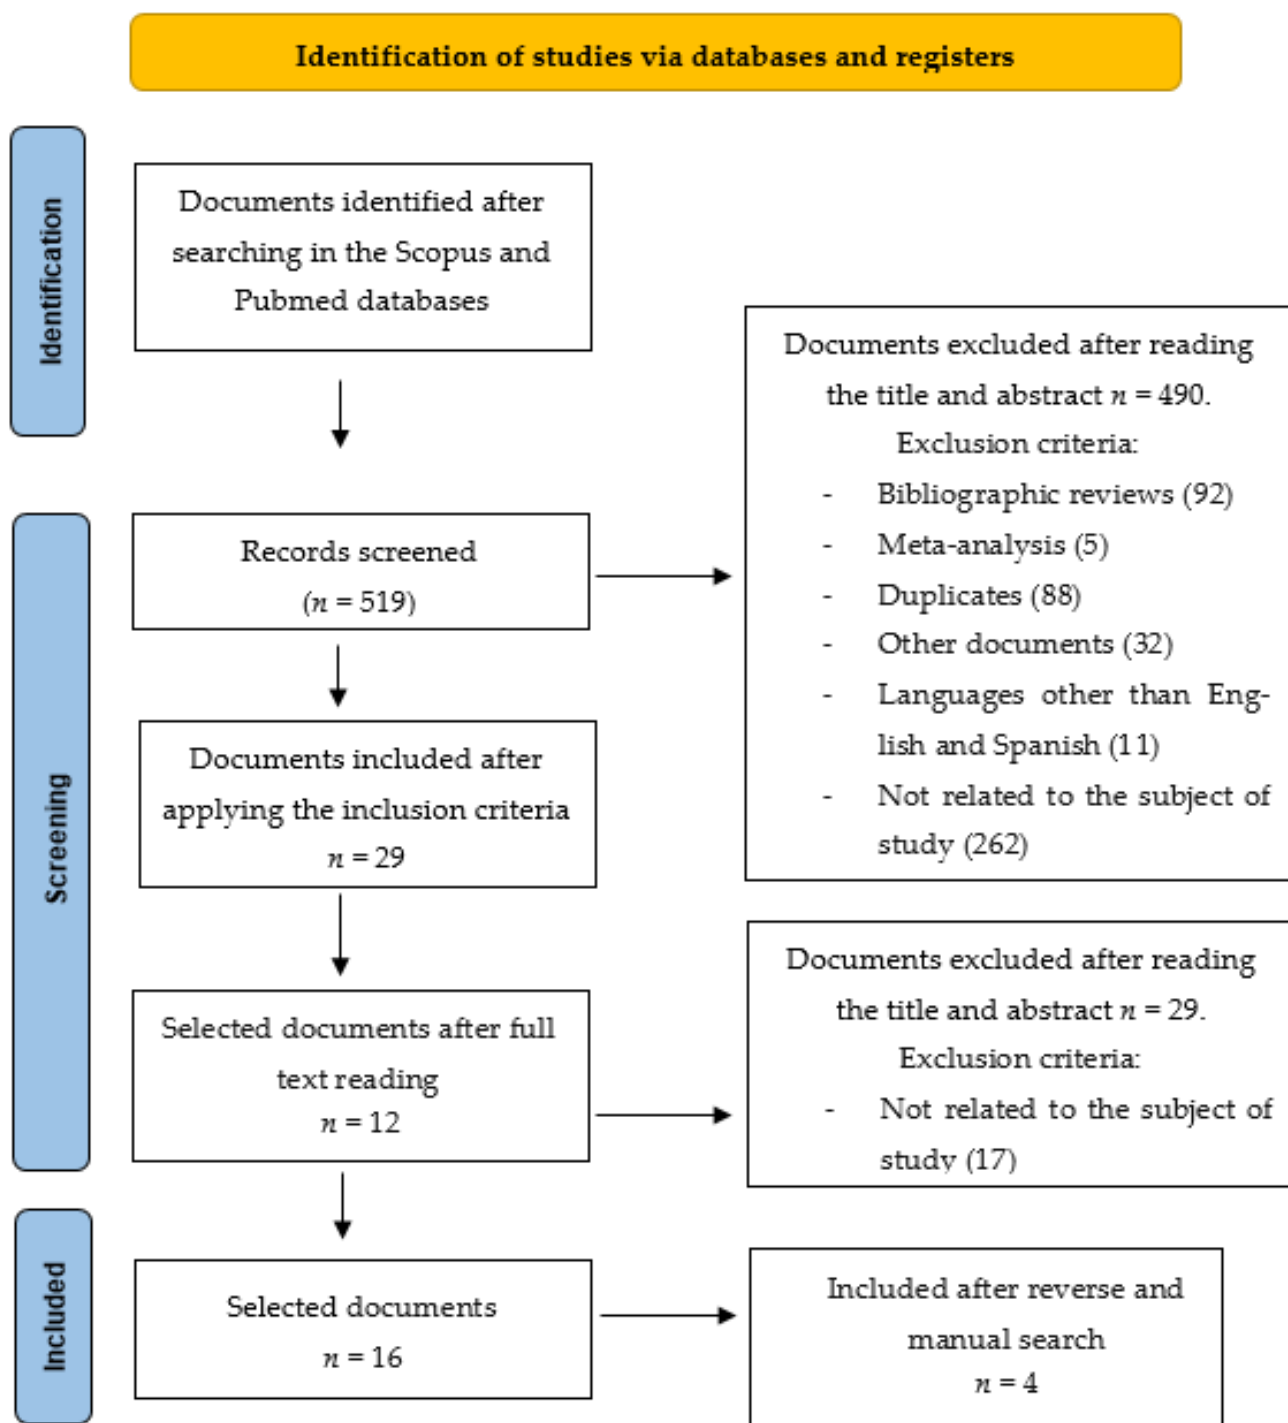 Identification of studies via databases and registers
Identification
Documents identified after
searching in the Scopus and
Pubmed databases
Screening
Records screened
(n = 519)
Documents excluded after reading
the title and abstract n = 490.
Exclusion criteria:
- Bibliographic reviews (92)
- Meta-analysis (5)
- Duplicates (88)
- Other documents (32)
- Languages other than Eng-
lish and Spanish (11)
- Not related to the subject of
study (262)
Documents included after
applying the inclusion criteria
n = 29
Selected documents after full
text reading
n = 12
Documents excluded after reading
the title and abstract n = 29.
Exclusion criteria:
- Not related to the subject of
study (17)
Included
Selected documents
n = 16
Included after reverse and
manual search
n = 4